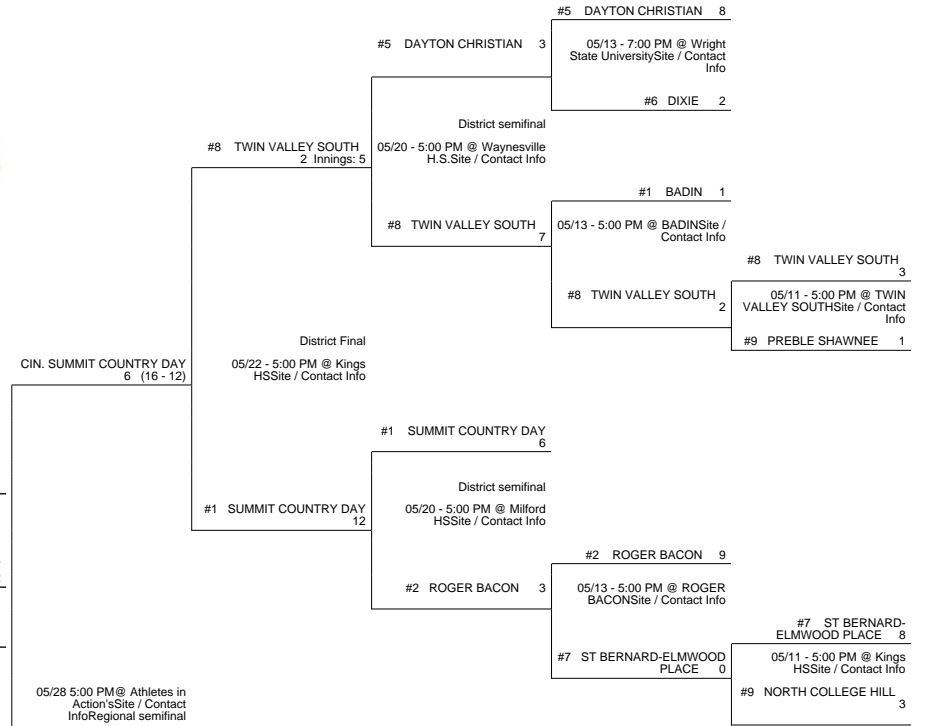 #5 DAYTON CHRISTIAN 8
#5 DAYTON CHRISTIAN 3
05/13 - 7:00 PM @ Wright
State UniversitySite / Contact
Info
#6 DIXIE 2
District semifinal
#8 TWIN VALLEY SOUTH
2 Innings: 5
05/20 - 5:00 PM @ Waynesville
H.S.Site / Contact Info
#1 BADIN 1
#8 TWIN VALLEY SOUTH
7
05/13 - 5:00 PM @ BADINSite /
Contact Info
#8 TWIN VALLEY SOUTH
3
#8 TWIN VALLEY SOUTH
2
05/11 - 5:00 PM @ TWIN
VALLEY SOUTHSite / Contact
Info
#9 PREBLE SHAWNEE 1
District Final
CIN. SUMMIT COUNTRY DAY
6 (16 - 12)
05/22 - 5:00 PM @ Kings
HSSite / Contact Info
#1 SUMMIT COUNTRY DAY
6
District semifinal
#1 SUMMIT COUNTRY DAY
12
05/20 - 5:00 PM @ Milford
HSSite / Contact Info
#2 ROGER BACON 9
#2 ROGER BACON 3
05/13 - 5:00 PM @ ROGER
BACONSite / Contact Info
#7 ST BERNARD-
ELMWOOD PLACE 8
#7 ST BERNARD-ELMWOOD
PLACE 0
05/11 - 5:00 PM @ Kings
HSSite / Contact Info
#9 NORTH COLLEGE HILL
3
05/28 5:00 PM@ Athletes in
Action'sSite / Contact
InfoRegional semifinal